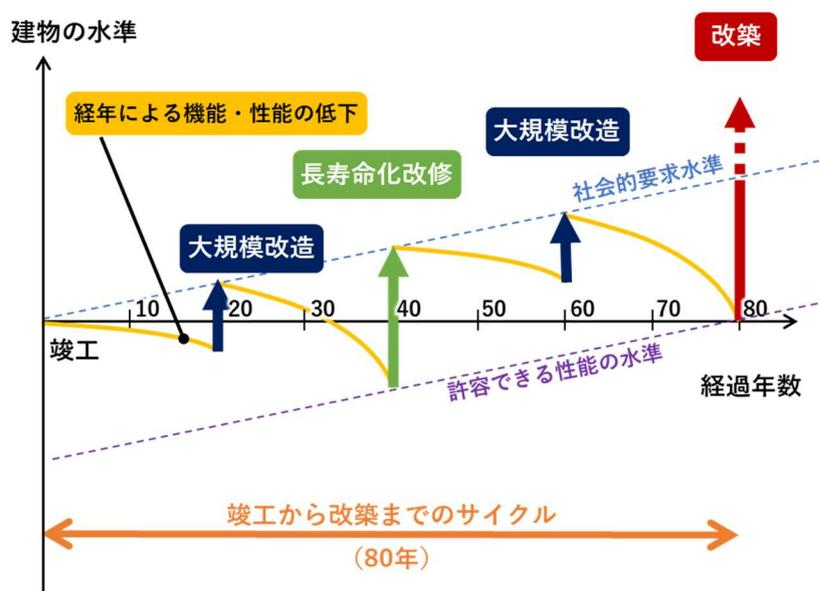 建物の水準
改築
経年による機能・性能の低下
大規模改造
長寿命化改修
社会的要求水準
大規模改造
10
20
30
40
50
60
70
80
竣工
許容できる性能の水準
経過年数
竣工から改築までのサイクル
（80年）